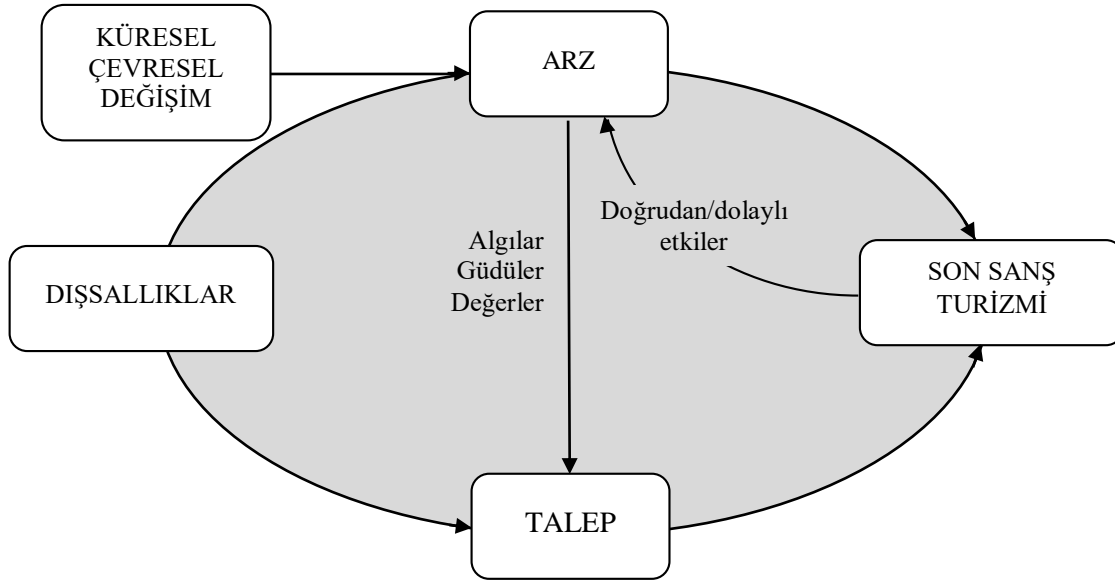 KÜRESEL
ÇEVRESEL
DEĞİŞİM
ARZ
Doğrudan/dolaylı
etkiler
Algılar
Güdüler
Değerler
DIŞSALLIKLAR
SON SANŞ
TURİZMİ
TALEP